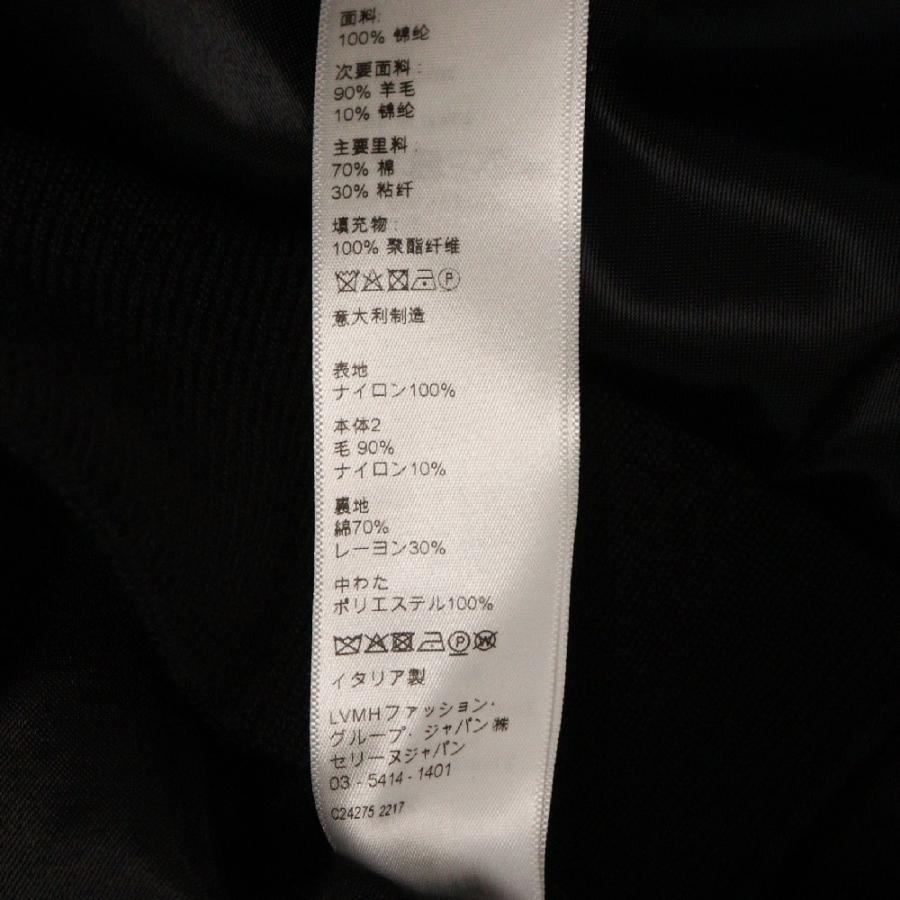 面料:
100% 锦纶
次要面料:
90% 羊毛
10% 锦纶
主要里料:
70% 棉
30% 粘纤
填充物:
100% 聚酯纤维
P
意大利制造
表地
ナイロン100%
本体2
毛 90%
ナイロン10%
裏地
綿70%
レーヨン30%
中わた
ポリエステル100%
P W
イタリア製
LVMHファッション・
グループ・ジャパン㈱
セリーヌジャパン
03 - 5414 - 1401
C24275 2217